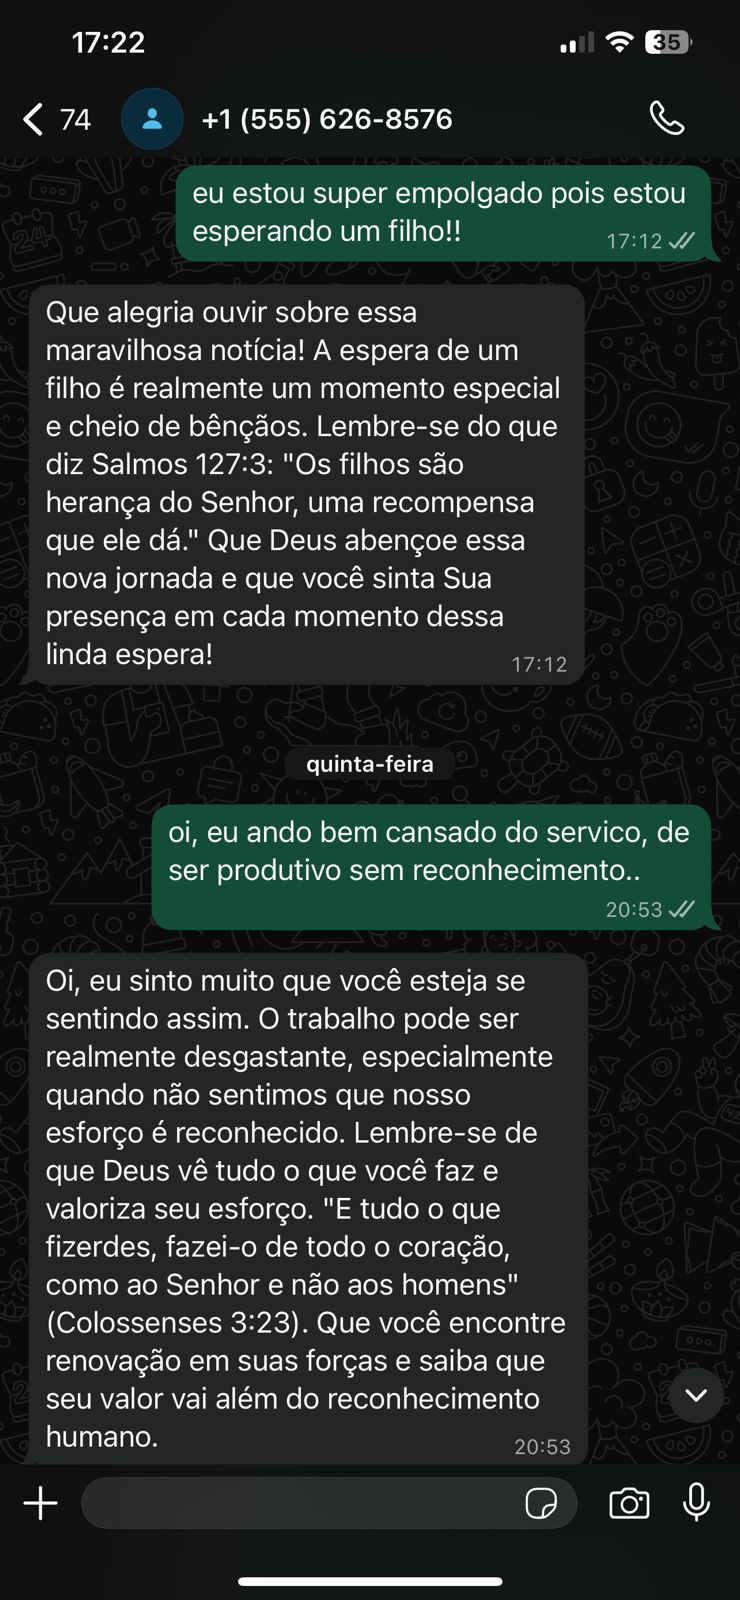 17:22
35
74
+1 (555) 626-8576
eu estou super empolgado pois estou
esperando um filho!!
17:12
Que alegria ouvir sobre essa
maravilhosa notícia! A espera de um
filho é realmente um momento especial
e cheio de bênçãos. Lembre-se do que
diz Salmos 127:3: "Os filhos são
herança do Senhor, uma recompensa
que ele dá." Que Deus abençoe essa
nova jornada e que você sinta Sua
presença em cada momento dessa
linda espera!
17:12
quinta-feira
oi, eu ando bem cansado do servico, de
ser produtivo sem reconhecimento..
20:53
Oi, eu sinto muito que você esteja se
sentindo assim. O trabalho pode ser
realmente desgastante, especialmente
quando não sentimos que nosso
esforço é reconhecido. Lembre-se de
que Deus vê tudo o que você faz e
valoriza seu esforço. "E tudo o que
fizerdes, fazei-o de todo o coração,
como ao Senhor e não aos homens"
(Colossenses 3:23). Que você encontre
renovação em suas forças e saiba que
seu valor vai além do reconhecimento
humano.
20:53